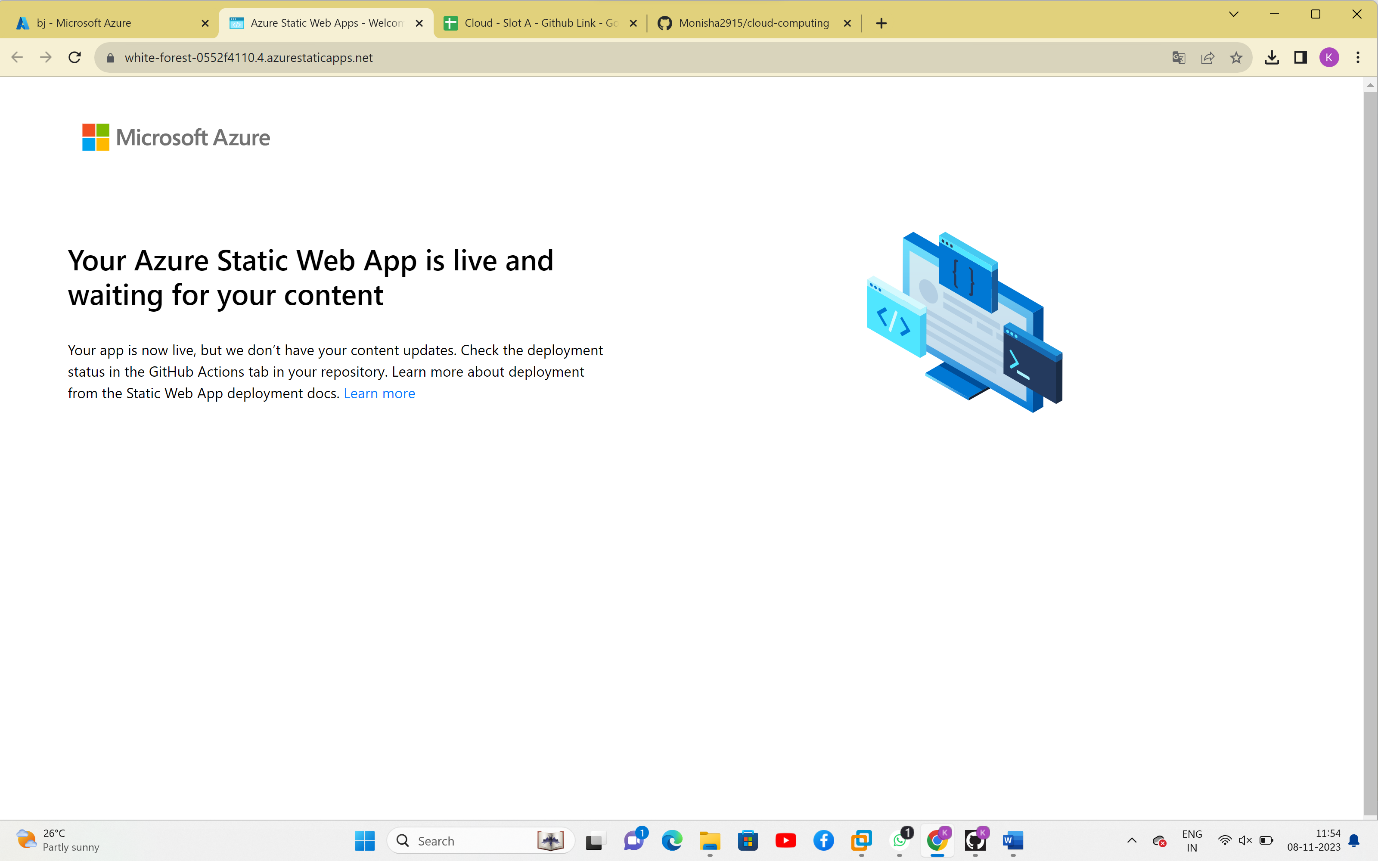 bj - Microsoft Azure
Azure Static Web Apps - Welcom
Cloud - Slot A - Github Link - Go
Monisha2915/cloud-computing
white-forest-0552f4110.4.azurestaticapps.net
K
Microsoft Azure
Your Azure Static Web App is live and
waiting for your content
Your app is now live, but we don't have your content updates. Check the deployment
status in the GitHub Actions tab in your repository. Learn more about deployment
from the Static Web App deployment docs. Learn more
26°C
Partly sunny
Search
1
1
K
K
ENG
IN
11:54
08-11-2023